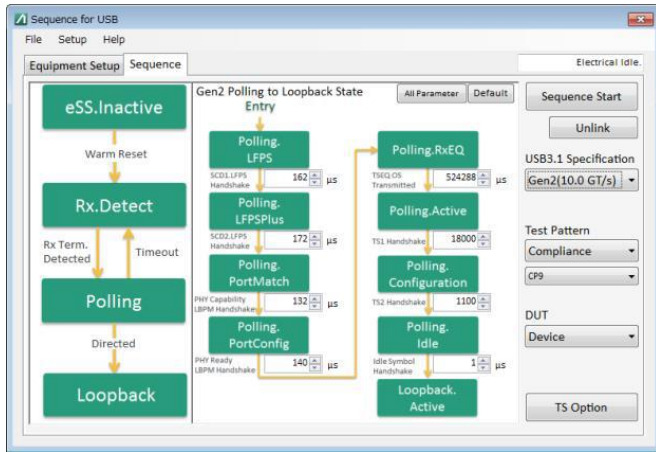 Sequence for USB
File Setup Help
Equipment Setup Sequence
Electrical Idle.
eSS.Inactive
Warm Reset
Rx.Detect
Rx Term.
Detected
Timeout
Polling
Directed
Loopback
Gen2 Polling to Loopback State
All Parameter Default
Entry
Polling.
LFPS
SCD1.LFPS
Handshake
162 µs
Polling.
LFPSPlus
SCD2.LFPS
Handshake
172 µs
Polling.
PortMatch
PHY Capability
LBPM Handshake
132 µs
Polling.
PortConfig
PHY Ready
LBPM Handshake
140 µs
Polling.RxEQ
TSEQ OS
Transmitted
524288 µs
Polling.Active
TS1 Handshake 18000
Polling.
Configuration
TS2 Handshake 1100
Polling.
Idle
Idle Symbol
Handshake
1 µs
Loopback.
Active
Sequence Start
Unlink
USB3.1 Specification
Gen2(10.0 GT/s)
Test Pattern
Compliance
CP9
DUT
Device
TS Option